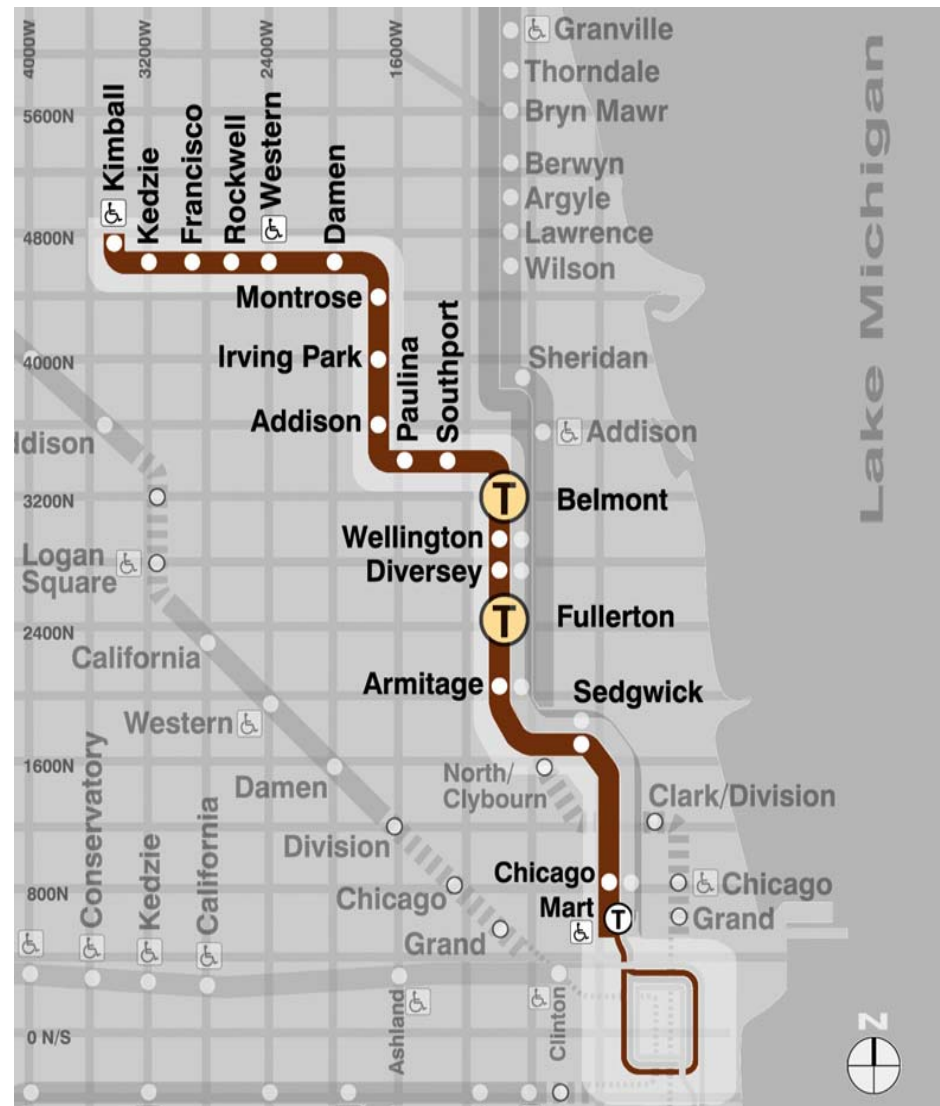 4000W
3200W
2400W
1600W
Granville
Thorndale
Bryn Mawr
5600N
Kimball
Kedzie
Francisco
Rockwell
Western
Damen
Berwyn
Argyle
Lawrence
Wilson
4800N
Lake Michigan
Montrose
Irving Park
Addison
Paulina
Southport
4000N
Sheridan
Addison
ddison
3200N
T
Belmont
Wellington
Diversey
Logan
Square
T
Fullerton
2400N
California
Armitage
Sedgwick
Western
1600N
North/
Clybourn
Damen
Clark/Division
Conservatory
Kedzie
California
Division
Chicago
Mart
T
800N
Chicago
Chicago
Grand
Grand
Ashland
Clinton
0 N/S
N